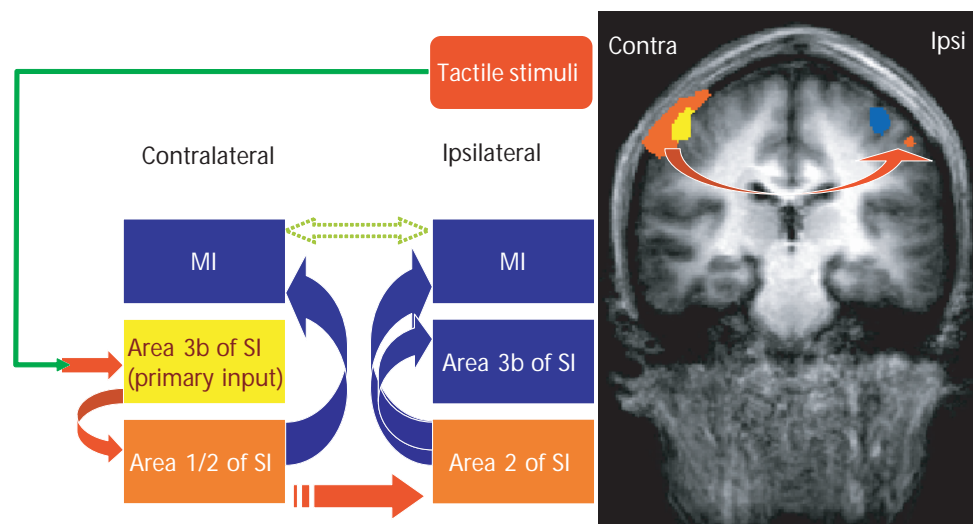 Tactile stimuli
Contralateral
Ipsilateral
MI
MI
Area 3b of SI
(primary input)
Area 3b of SI
Area 1/2 of SI
Area 2 of SI
Contra
Ipsi